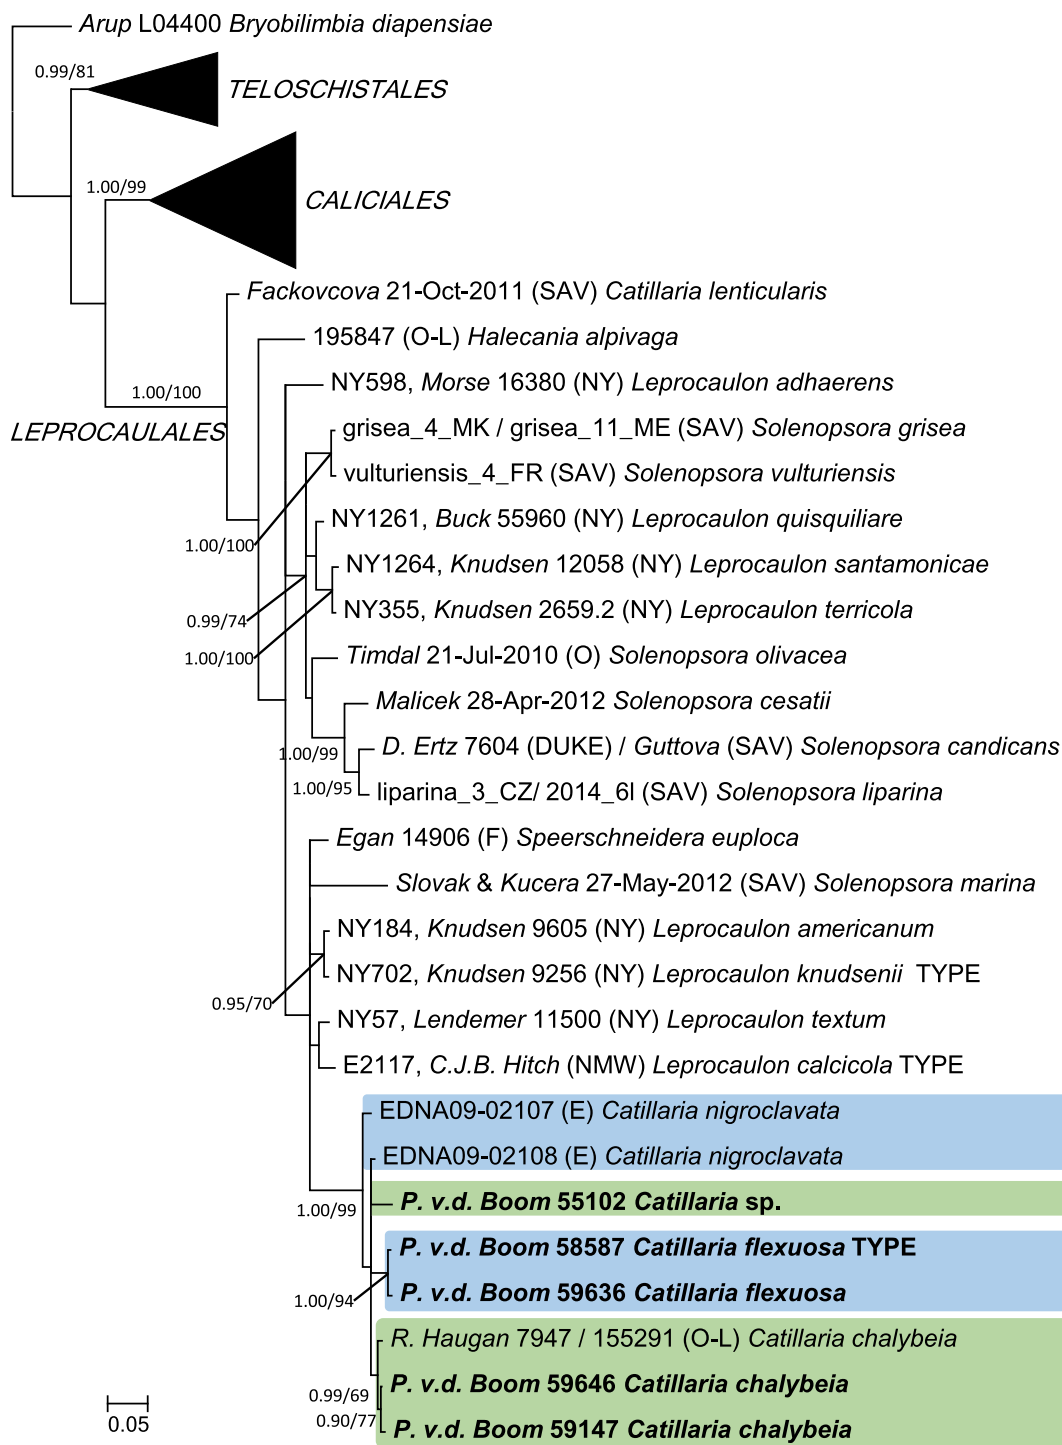 Arup L04400 Bryobilimbia diapensiae
0.99/81
TELOSCHISTALES
1.00/99
CALICIALES
Fackovcova 21-Oct-2011 (SAV) Catillaria lenticularis
195847 (O-L) Halecania alpivaga
NY598, Morse 16380 (NY) Leprocaulon adhaerens
1.00/100
LEPROCAULALES
grisea_4_MK / grisea_11_ME (SAV) Solenopsora grisea
vulturiensis_4_FR (SAV) Solenopsora vulturiensis
NY1261, Buck 55960 (NY) Leprocaulon quisquiliare
1.00/100
NY1264, Knudsen 12058 (NY) Leprocaulon santamonicae
NY355, Knudsen 2659.2 (NY) Leprocaulon terricola
0.99/74
1.00/100
Timdal 21-Jul-2010 (O) Solenopsora olivacea
Malicek 28-Apr-2012 Solenopsora cesatii
D. Ertz 7604 (DUKE) / Guttova (SAV) Solenopsora candicans
1.00/99
1.00/95
liparina_3_CZ/ 2014_6I (SAV) Solenopsora liparina
Egan 14906 (F) Speerschneidera euploca
Slovak & Kucera 27-May-2012 (SAV) Solenopsora marina
NY184, Knudsen 9605 (NY) Leprocaulon americanum
NY702, Knudsen 9256 (NY) Leprocaulon knudsenii TYPE
0.95/70
NY57, Lendemer 11500 (NY) Leprocaulon textum
E2117, C.J.B. Hitch (NMW) Leprocaulon calcicola TYPE
EDNA09-02107 (E) Catillaria nigroclavata
EDNA09-02108 (E) Catillaria nigroclavata
P. v.d. Boom 55102 Catillaria sp.
1.00/99
P. v.d. Boom 58587 Catillaria flexuosa TYPE
P. v.d. Boom 59636 Catillaria flexuosa
1.00/94
R. Haugan 7947 / 155291 (O-L) Catillaria chalybeia
P. v.d. Boom 59646 Catillaria chalybeia
0.99/69
0.90/77
P. v.d. Boom 59147 Catillaria chalybeia
0.05